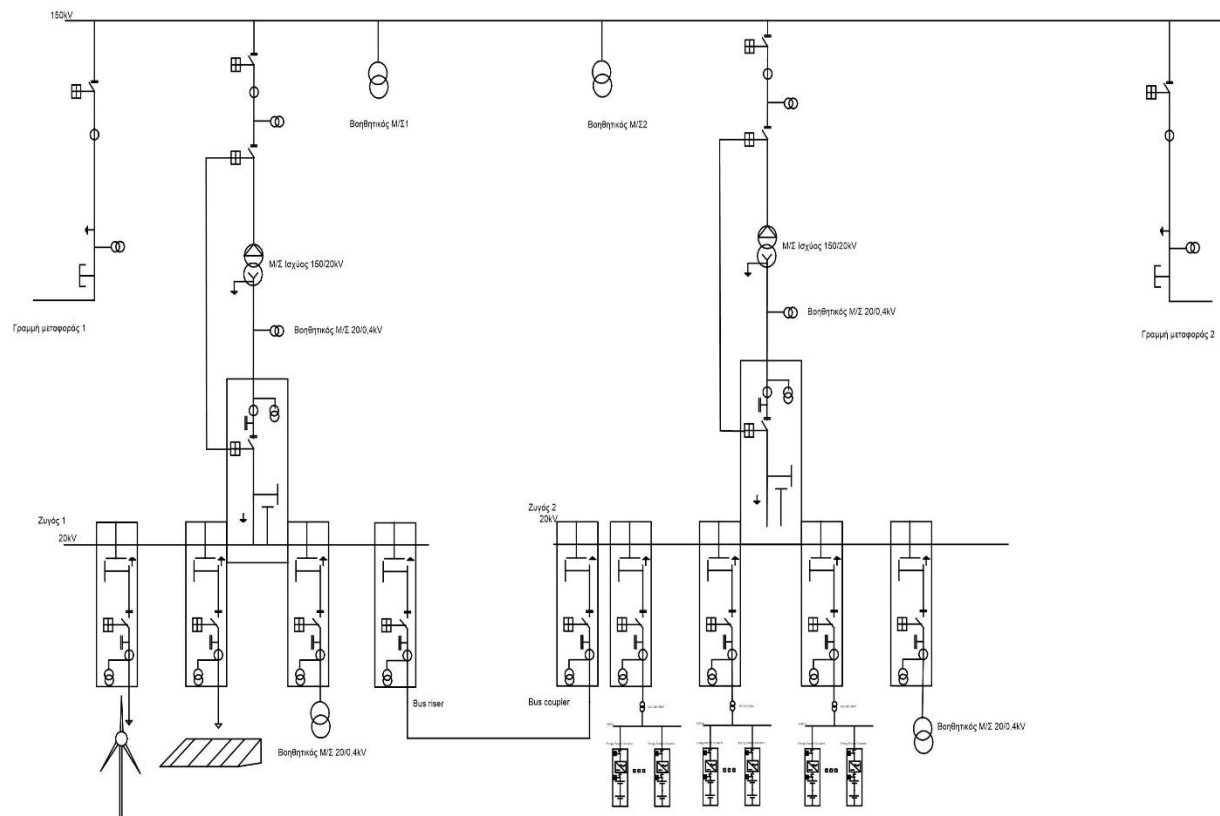 150kV
Βοηθητικός Μ/Σ1
Βοηθητικός Μ/Σ2
Μ/Σ Ισχύος 150/20kV
Μ/Σ Ισχύος 150/20kV
Βοηθητικός Μ/Σ 20/0,4kV
Βοηθητικός Μ/Σ 20/0,4kV
Γραμμή μεταφοράς 1
Γραμμή μεταφοράς 2
Ζυγός 1
20kV
Ζυγός 2
20kV
Bus riser
Bus coupler
Βοηθητικός Μ/Σ 20/0,4kV
Βοηθητικός Μ/Σ 20/0,4kV